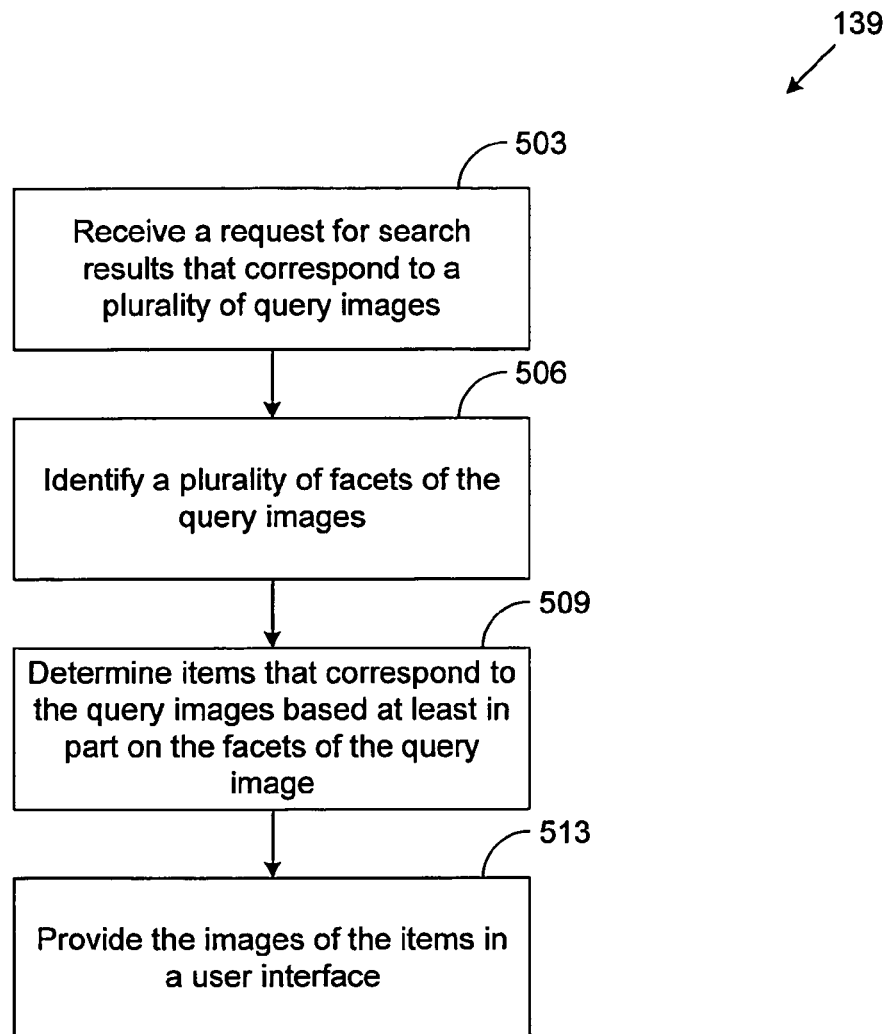 139
503
Receive a request for search
results that correspond to a
plurality of query images
506
Identify a plurality of facets of the
query images
509
Determine items that correspond to
the query images based at least in
part on the facets of the query
image
513
Provide the images of the items in
a user interface